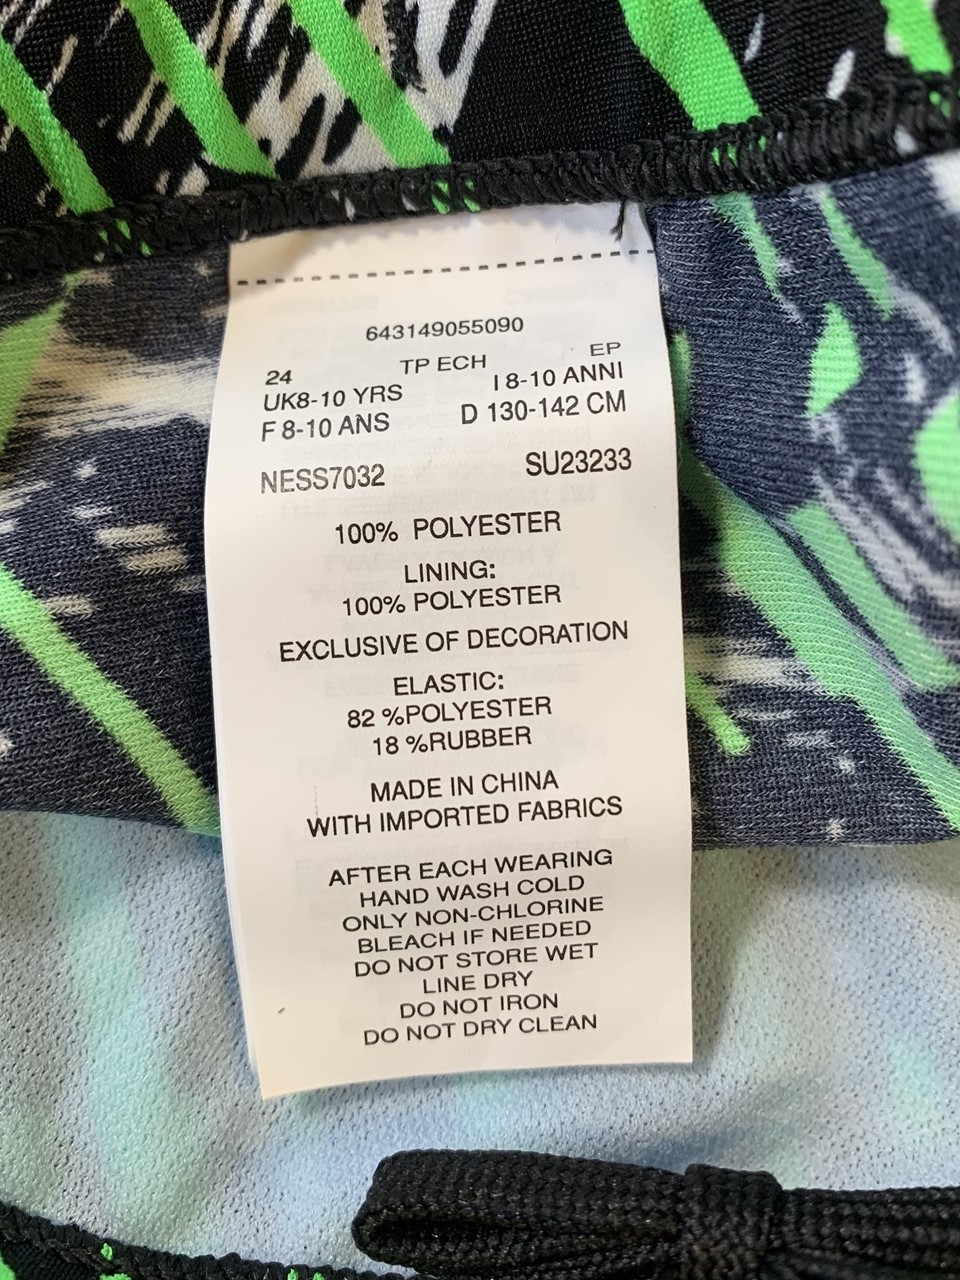 643149055090
24 TP ECH EP
UK8-10 YRS I 8-10 ANNI
F 8-10 ANS D 130-142 CM
NESS7032 SU23233
100% POLYESTER
LINING:
100% POLYESTER
EXCLUSIVE OF DECORATION
ELASTIC:
82 %POLYESTER
18 %RUBBER
MADE IN CHINA
WITH IMPORTED FABRICS
AFTER EACH WEARING
HAND WASH COLD
ONLY NON-CHLORINE
BLEACH IF NEEDED
DO NOT STORE WET
LINE DRY
DO NOT IRON
DO NOT DRY CLEAN